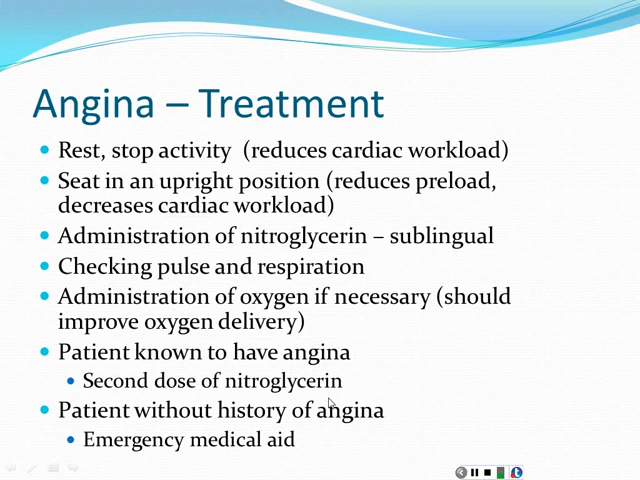 Angina – Treatment
Rest, stop activity (reduces cardiac workload)
Seat in an upright position (reduces preload,
decreases cardiac workload)
Administration of nitroglycerin – sublingual
Checking pulse and respiration
Administration of oxygen if necessary (should
improve oxygen delivery)
Patient known to have angina
Second dose of nitroglycerin
Patient without history of angina
Emergency medical aid